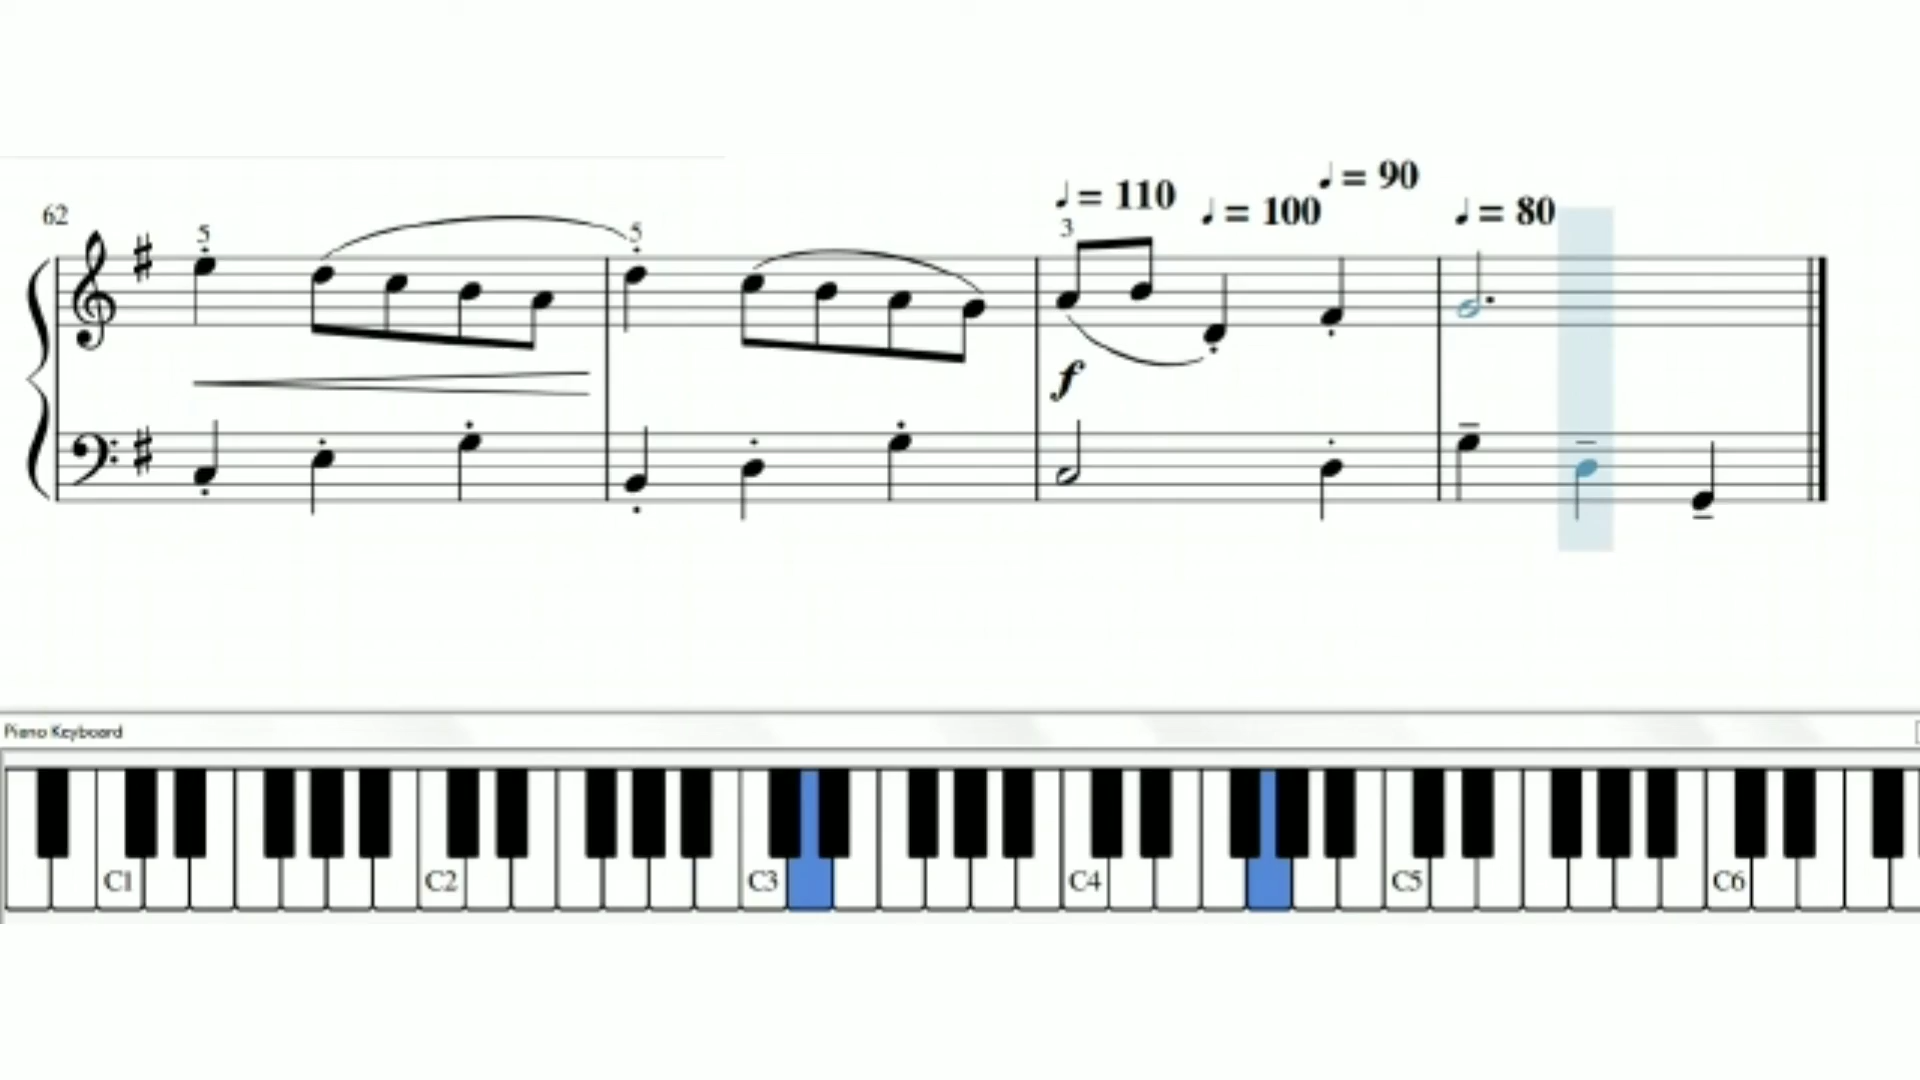 ♩ = 90
♩ = 110
♩ = 100
♩ = 80
62
5
5
3
f
Piano Keyboard
C1 C2 C3 C4 C5 C6